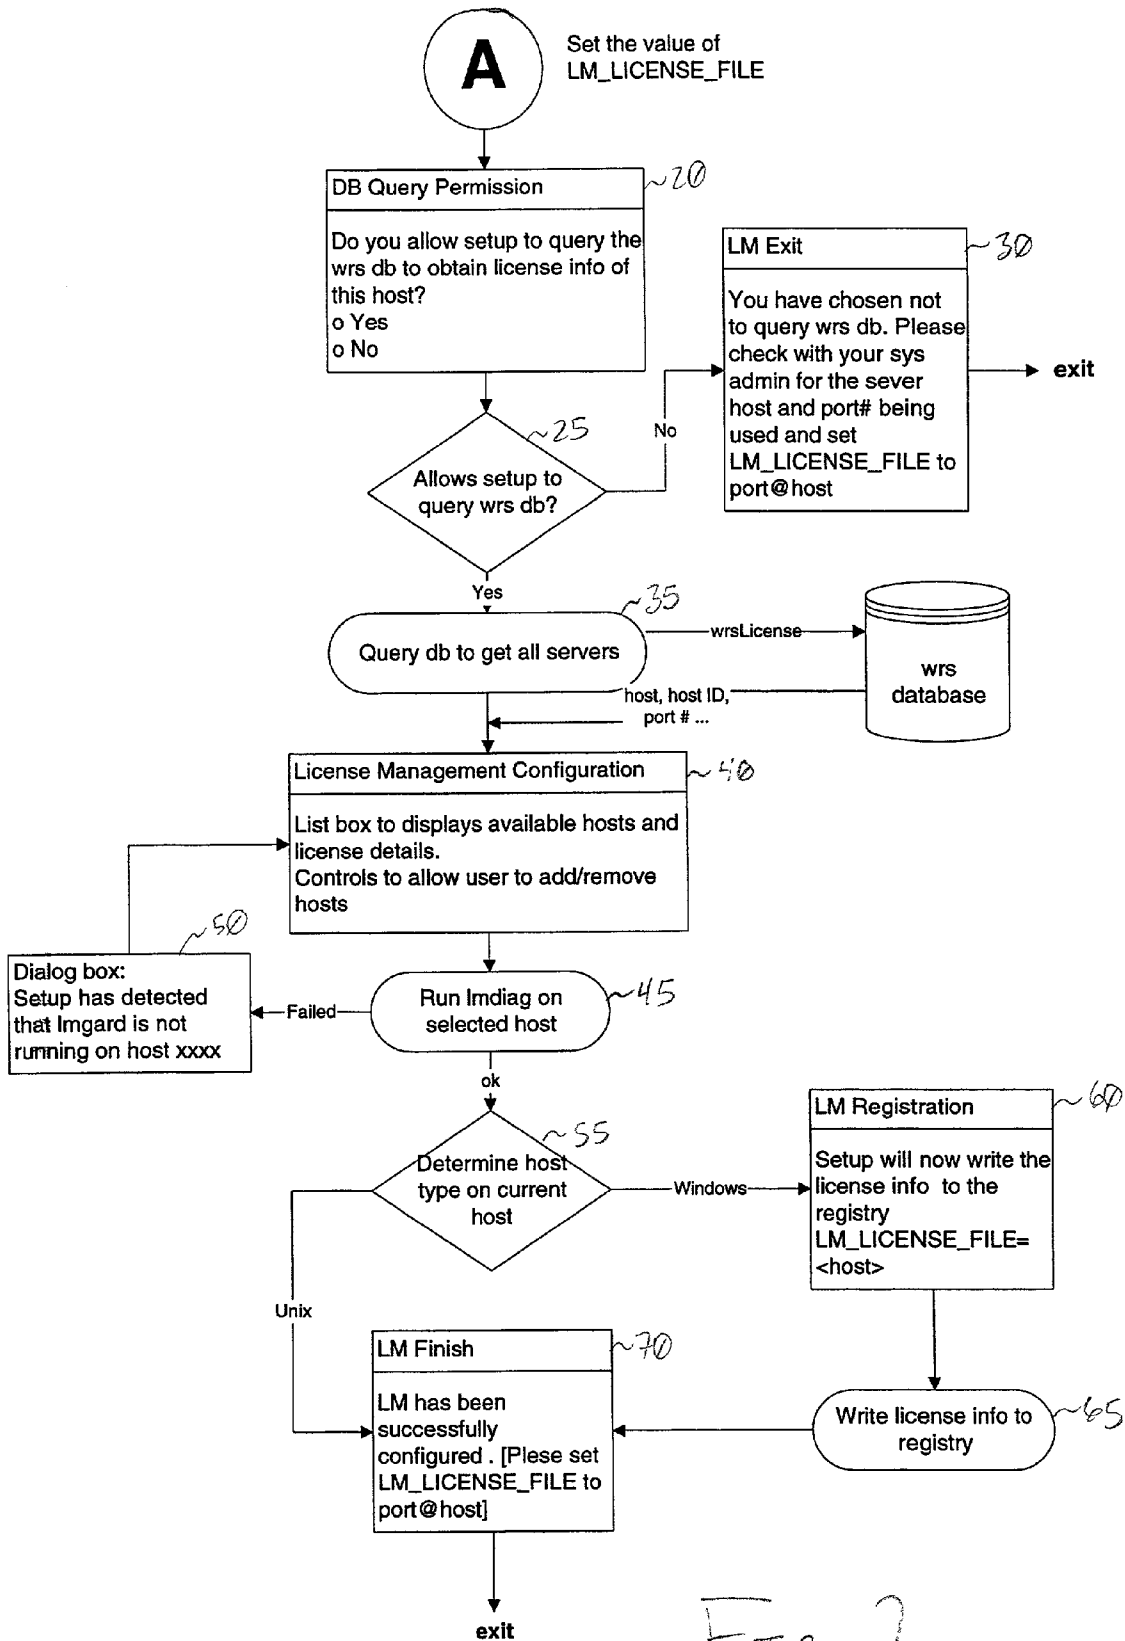 A
Set the value of
LM_LICENSE_FILE
DB Query Permission
~20
Do you allow setup to query the
wrs db to obtain license info of
this host?
o Yes
o No
LM Exit
~30
You have chosen not
to query wrs db. Please
check with your sys
admin for the sever
host and port# being
used and set
LM_LICENSE_FILE to
port@host
exit
~25
No
Allows setup to
query wrs db?
Yes
~35
Query db to get all servers
wrsLicense
wrs
database
host, host ID,
port # ...
License Management Configuration
~40
List box to displays available hosts and
license details.
Controls to allow user to add/remove
hosts
~50
Dialog box:
Setup has detected
that lmgard is not
running on host xxxx
Failed
Run lmdiag on
selected host
~45
ok
~55
Determine host
type on current
host
Windows
LM Registration
~60
Setup will now write the
license info to the
registry
LM_LICENSE_FILE=
<host>
Unix
LM Finish
~70
LM has been
successfully
configured . [Plese set
LM_LICENSE_FILE to
port@host]
Write license info to
registry
~65
exit